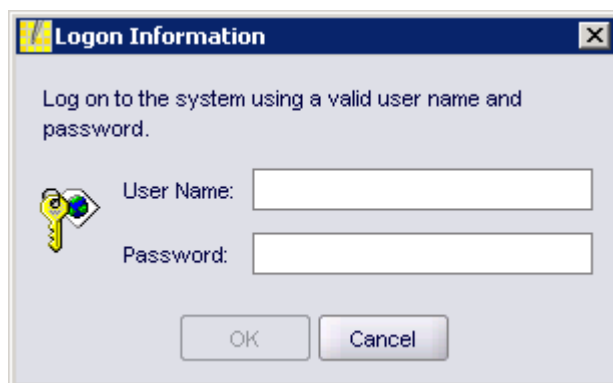 Logon Information
Log on to the system using a valid user name and
password.
User Name:
Password:
OK
Cancel